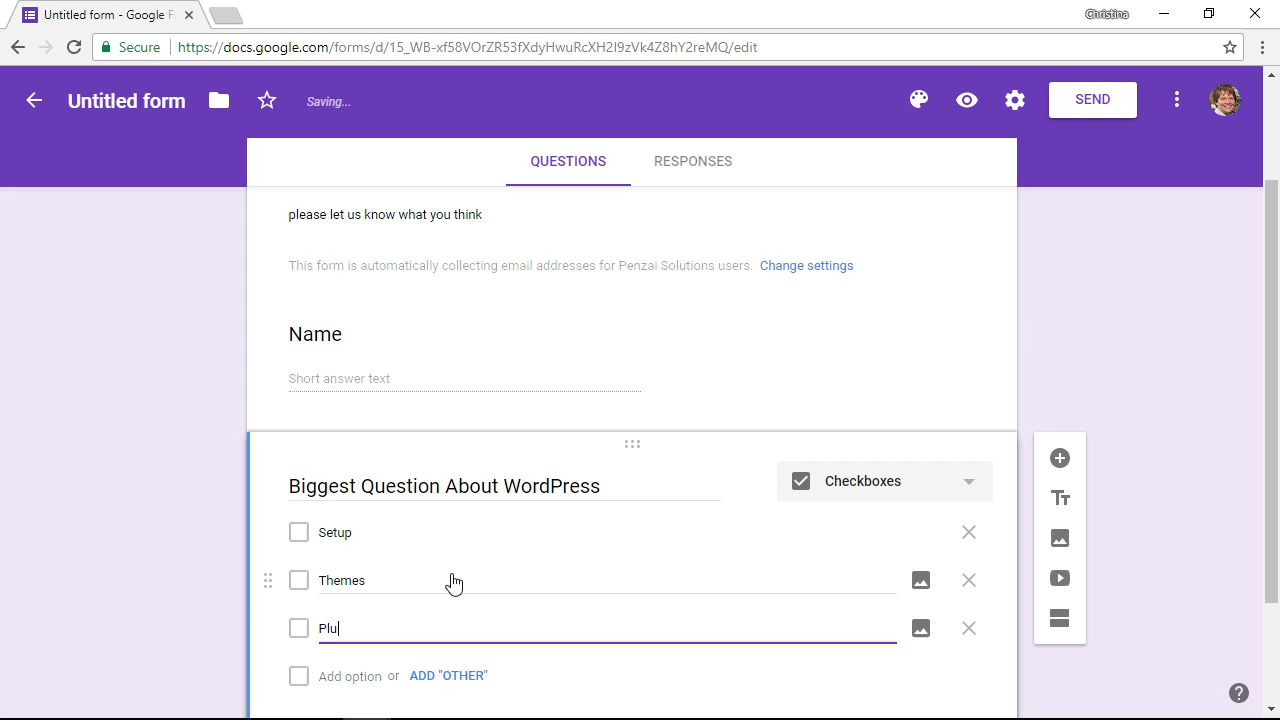 Untitled form - Google F
Christina
Secure
https://docs.google.com/forms/d/15_WB-xf58VOrZR53fXdyHwuRcXH2I9zVk4Z8hY2reMQ/edit
Untitled form
Saving...
SEND
QUESTIONS
RESPONSES
please let us know what you think
This form is automatically collecting email addresses for Penzai Solutions users. Change settings
Name
Short answer text
Biggest Question About WordPress
Checkboxes
Setup
Themes
Plu
Add option or ADD "OTHER"